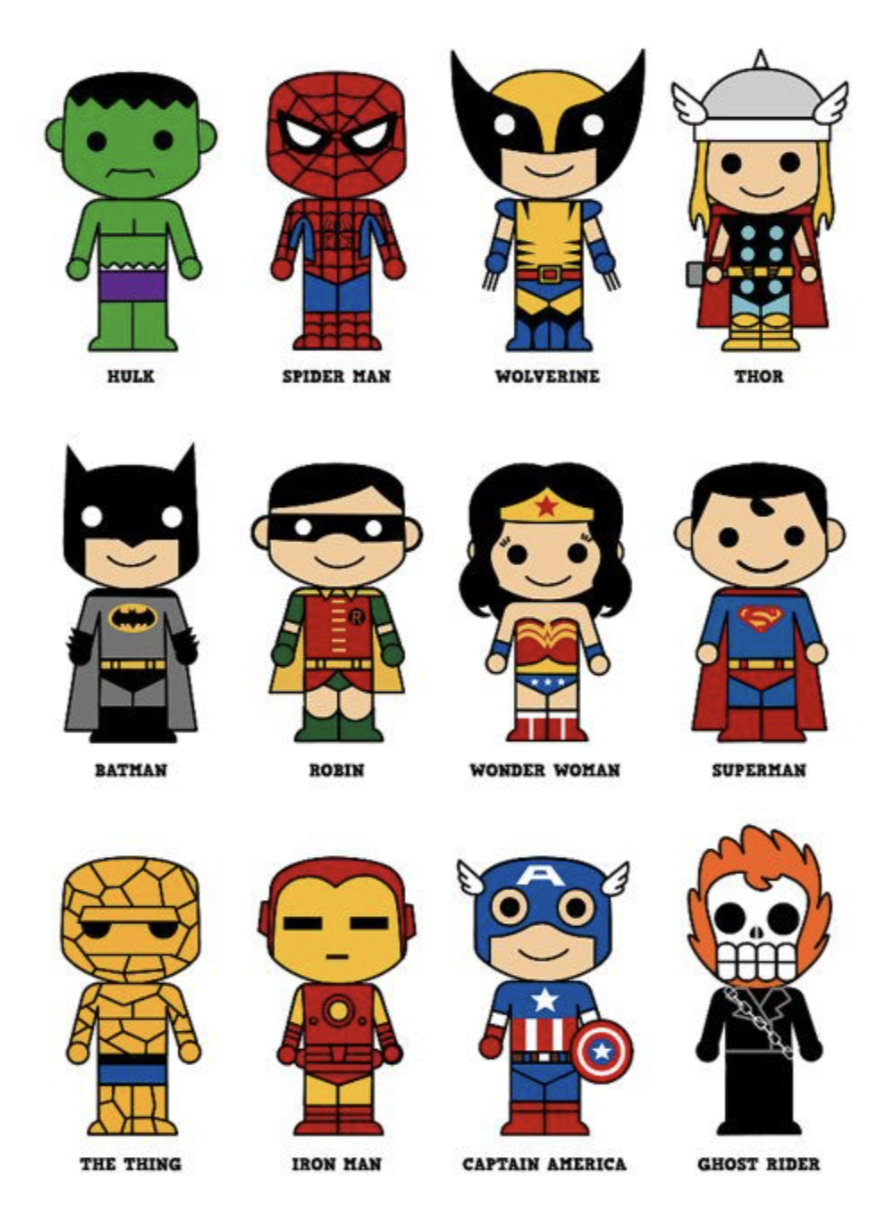 HULK
SPIDER MAN
WOLVERINE
THOR
R
BATMAN
ROBIN
WONDER WOMAN
SUPERMAN
A
THE THING
IRON MAN
CAPTAIN AMERICA
GHOST RIDER